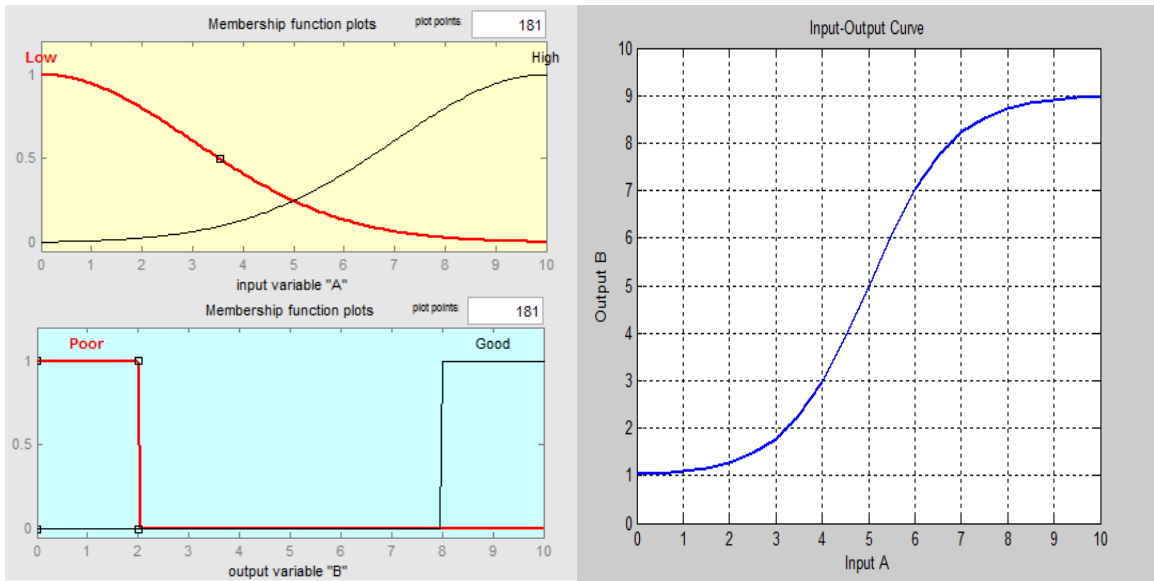 Membership function plots plot points: 181
Low High
1
0.5
0
0 1 2 3 4 5 6 7 8 9 10
input variable "A"
Membership function plots plot points: 181
Poor Good
1
0.5
0
0 1 2 3 4 5 6 7 8 9 10
output variable "B"
Input-Output Curve
10
9
8
7
6
5
4
3
2
1
0
Output B
0 1 2 3 4 5 6 7 8 9 10
Input A